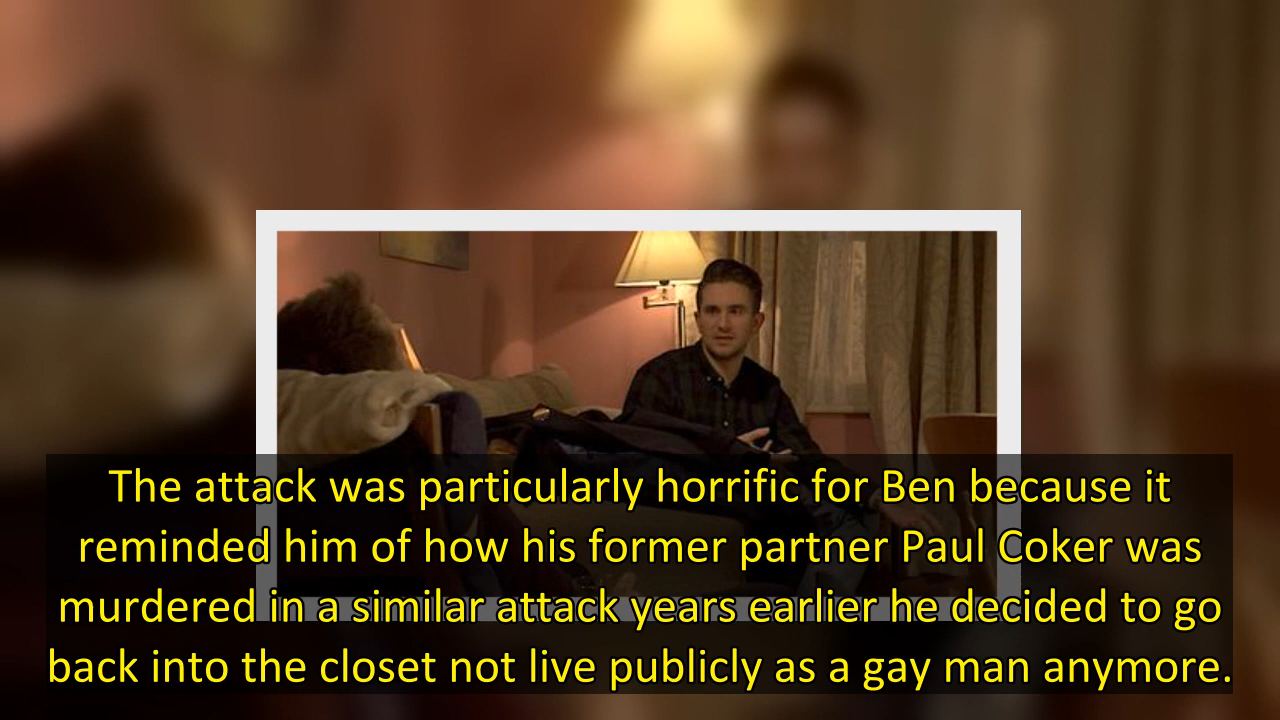 The attack was particularly horrific for Ben because it
reminded him of how his former partner Paul Coker was
murdered in a similar attack years earlier he decided to go
back into the closet not live publicly as a gay man anymore.